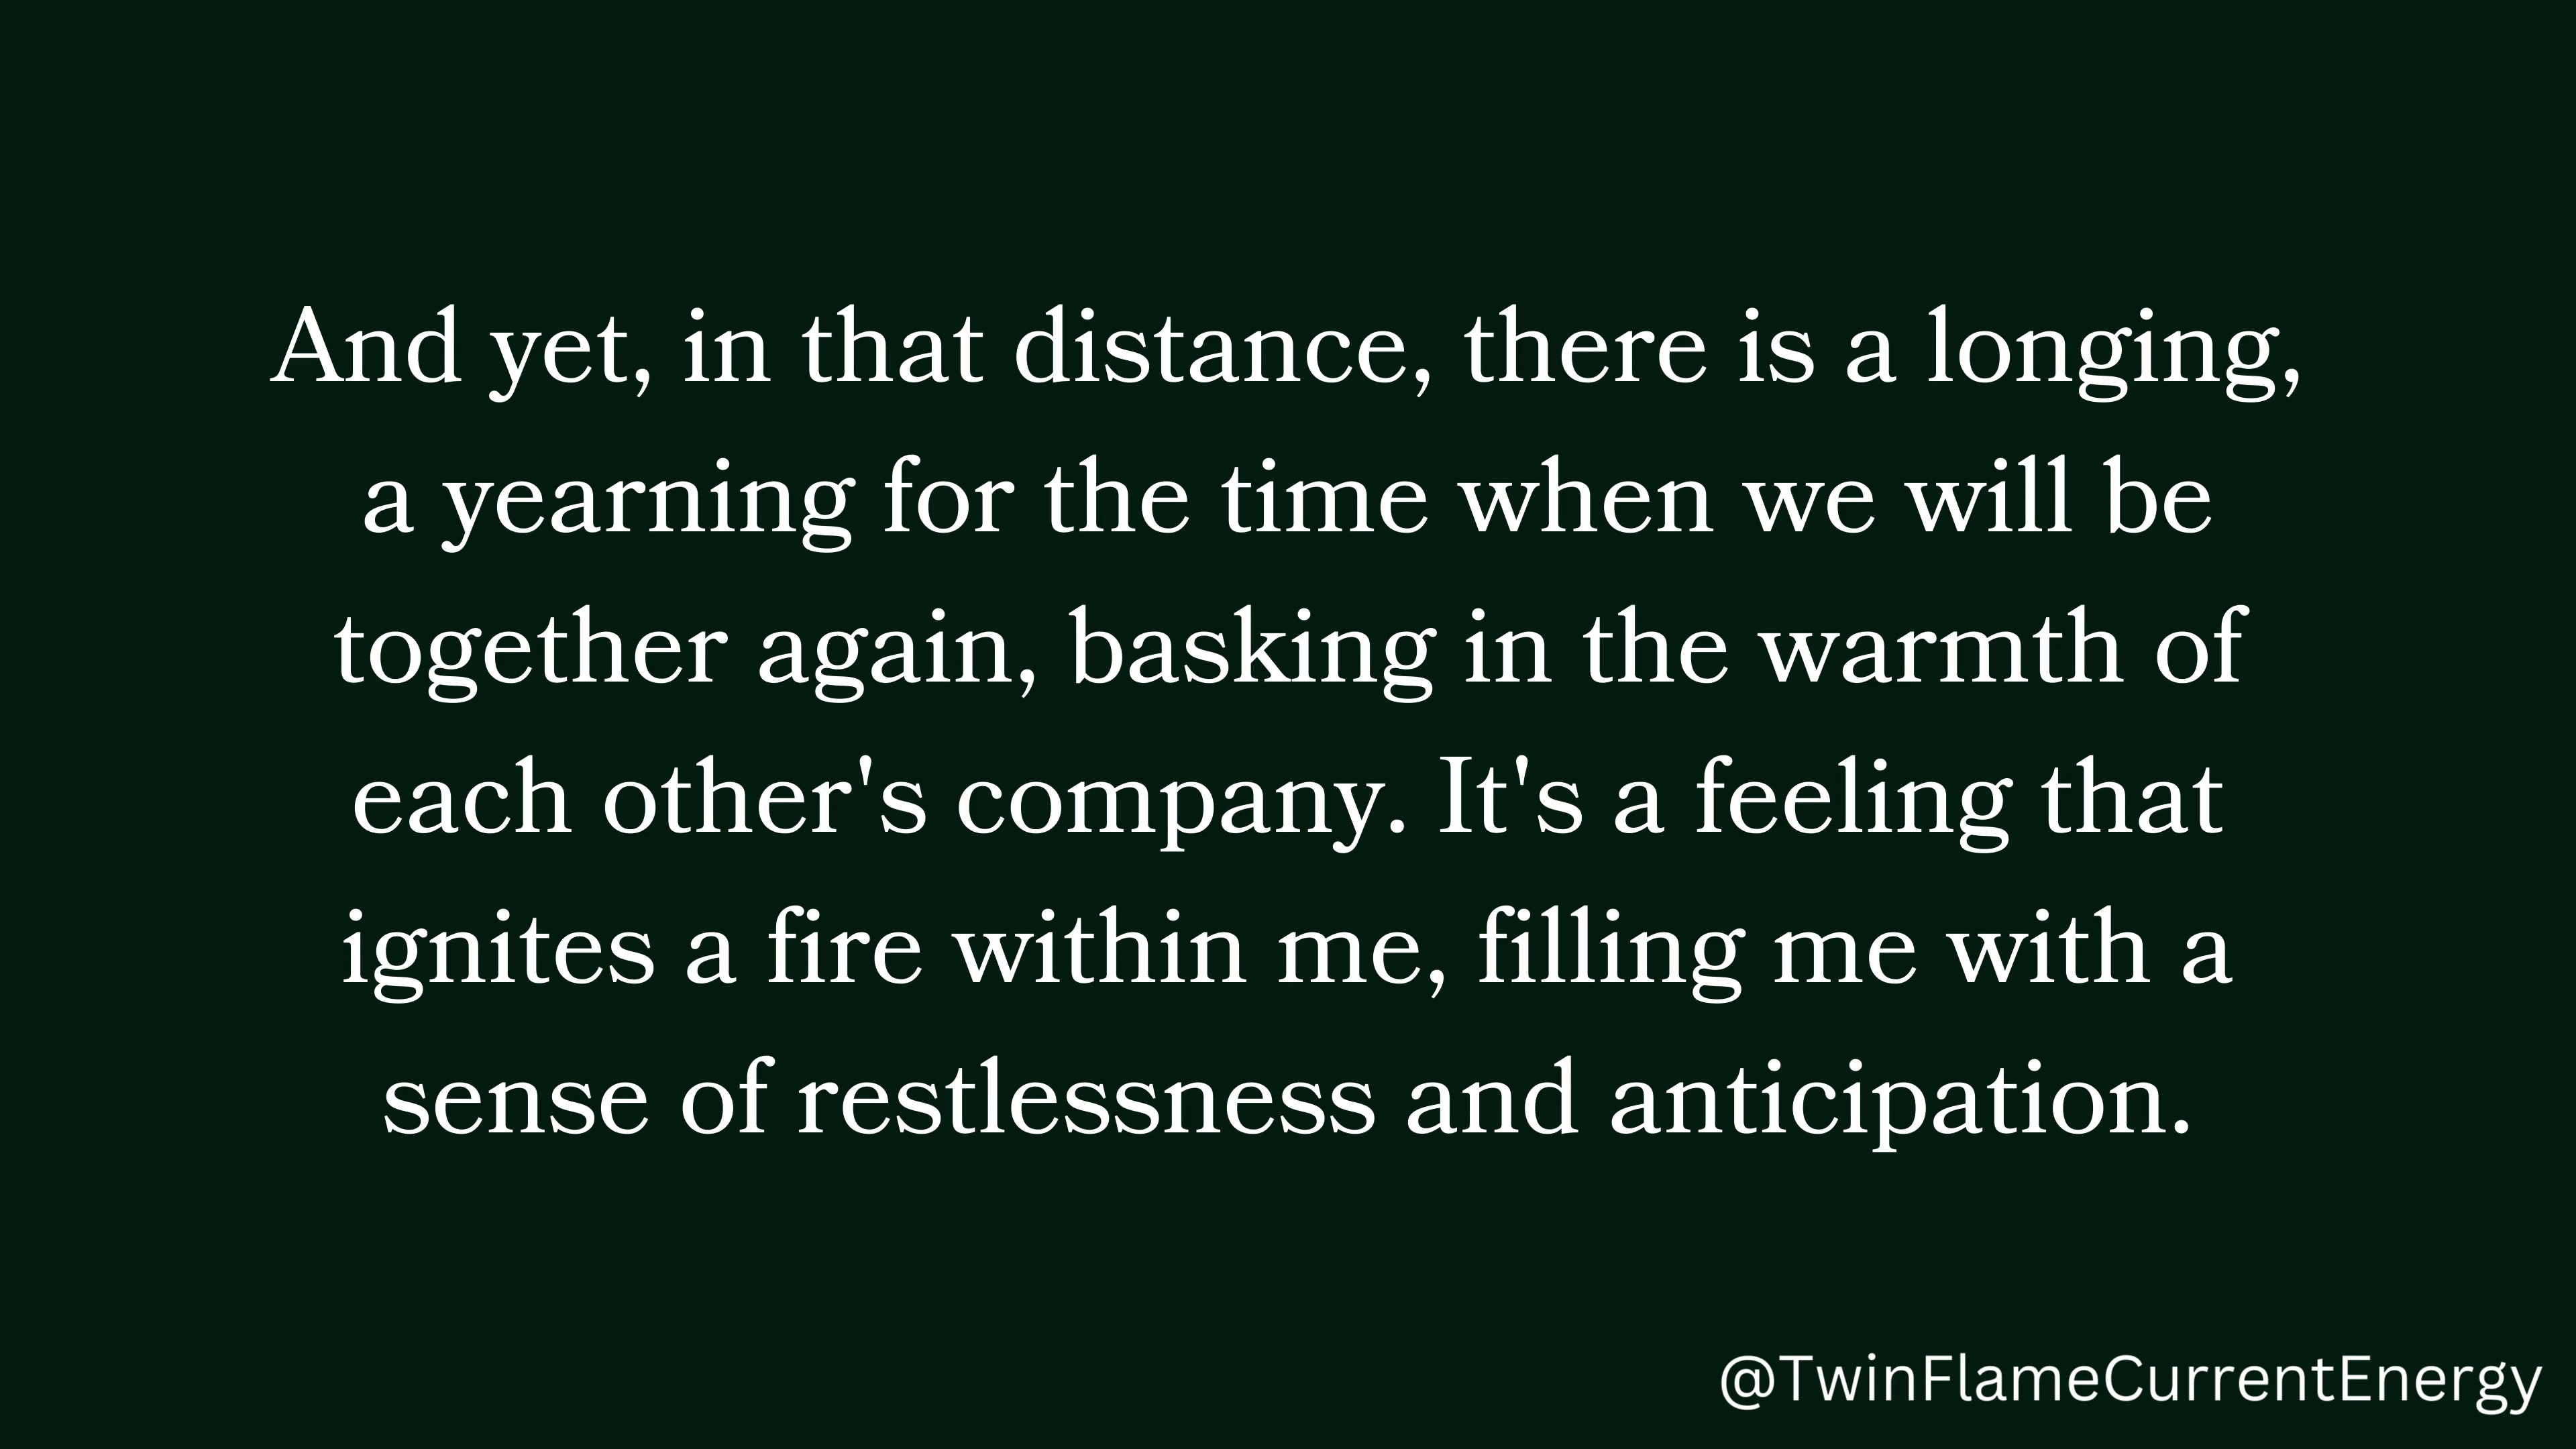 And yet, in that distance, there is a longing,
a yearning for the time when we will be
together again, basking in the warmth of
each other's company. It's a feeling that
ignites a fire within me, filling me with a
sense of restlessness and anticipation.
@TwinFlameCurrentEnergy